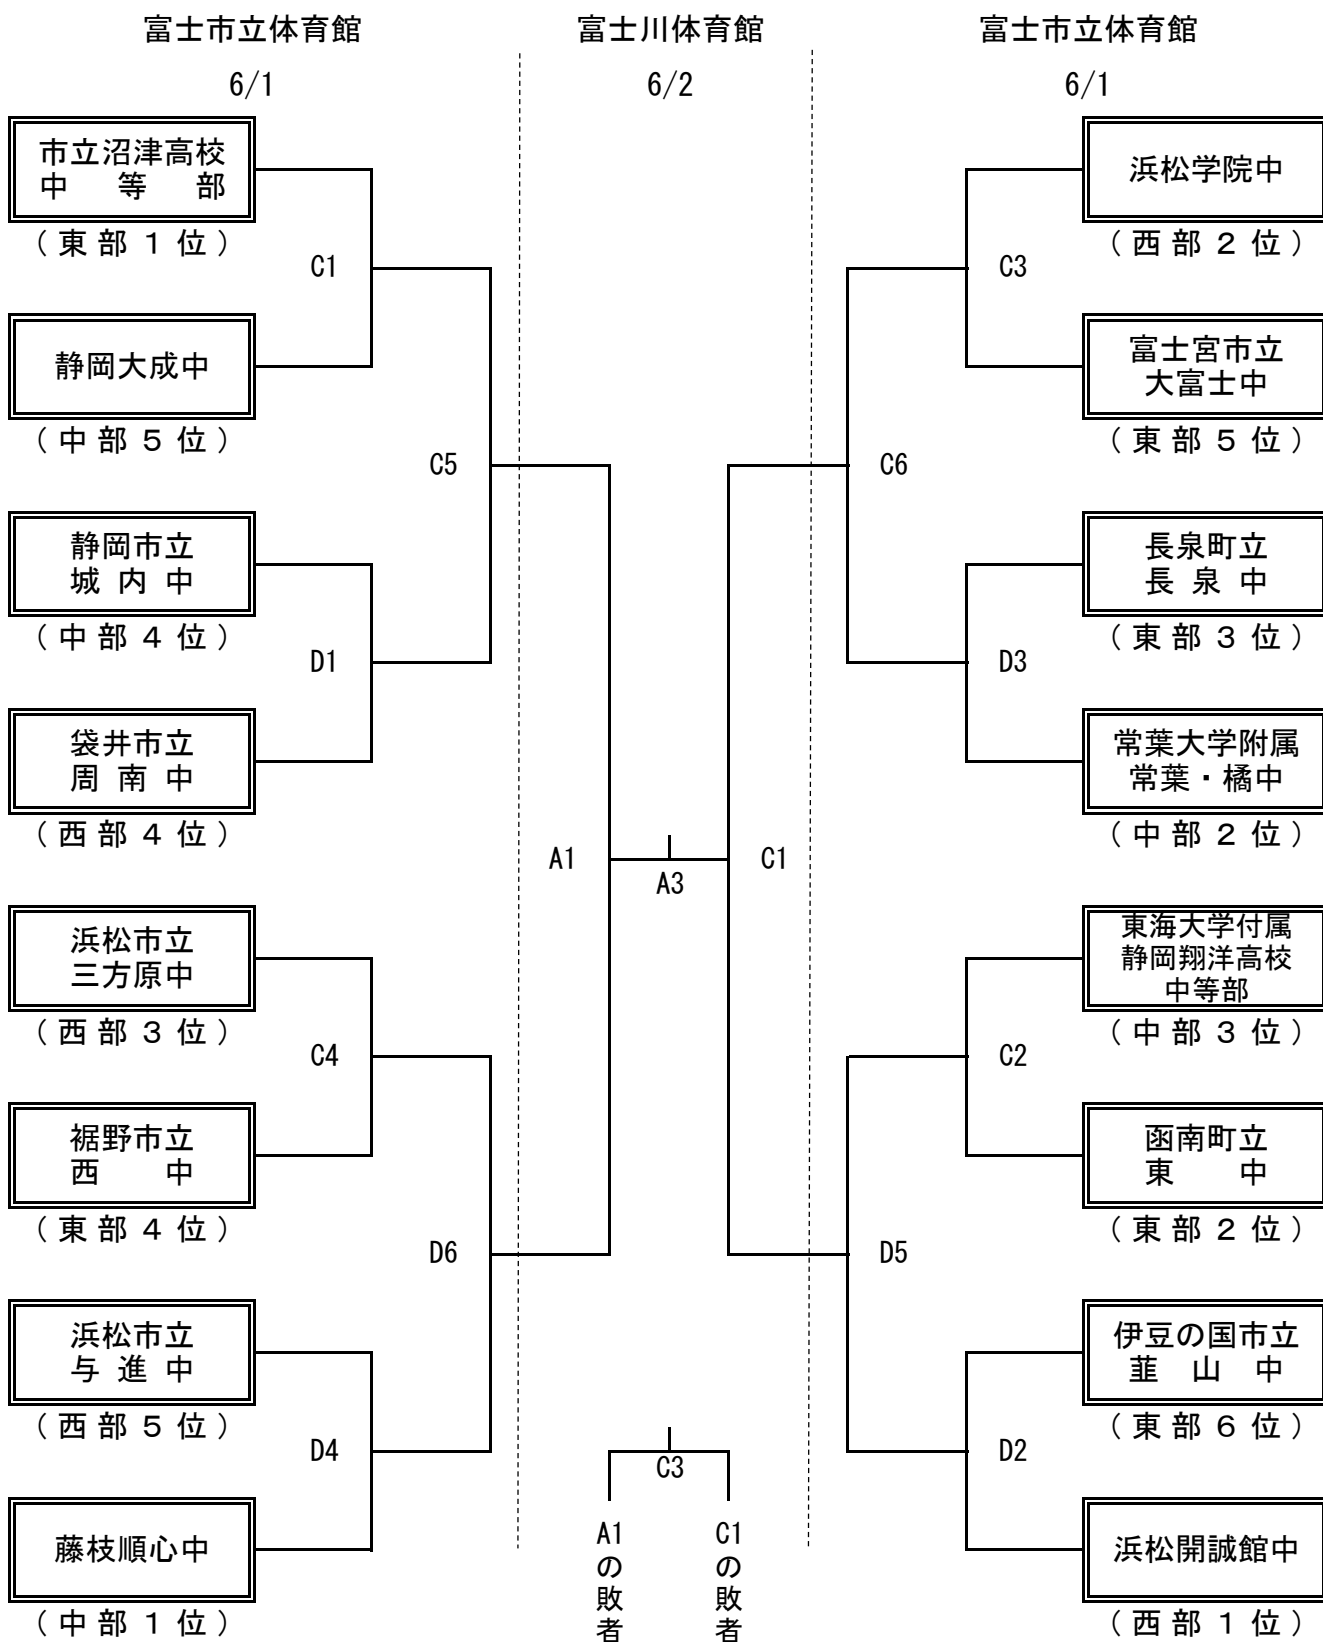 富士市立体育館
6/1
富士川体育館
6/2
富士市立体育館
6/1
市立沼津高校
中等部
（東部１位）
C1
静岡大成中
（中部５位）
C5
静岡市立
城内中
（中部４位）
D1
袋井市立
周南中
（西部４位）
A1
浜松市立
三方原中
（西部３位）
C4
裾野市立
西中
（東部４位）
D6
浜松市立
与進中
（西部５位）
D4
藤枝順心中
（中部１位）
A3
C3
A1の敗者
C1の敗者
浜松学院中
（西部２位）
C3
富士宮市立
大富士中
（東部５位）
C6
長泉町立
長泉中
（東部３位）
D3
常葉大学附属
常葉・橘中
（中部２位）
C1
東海大学付属
静岡翔洋高校
中等部
（中部３位）
C2
函南町立
東中
（東部２位）
D5
伊豆の国市立
韮山中
（東部６位）
D2
浜松開誠館中
（西部１位）